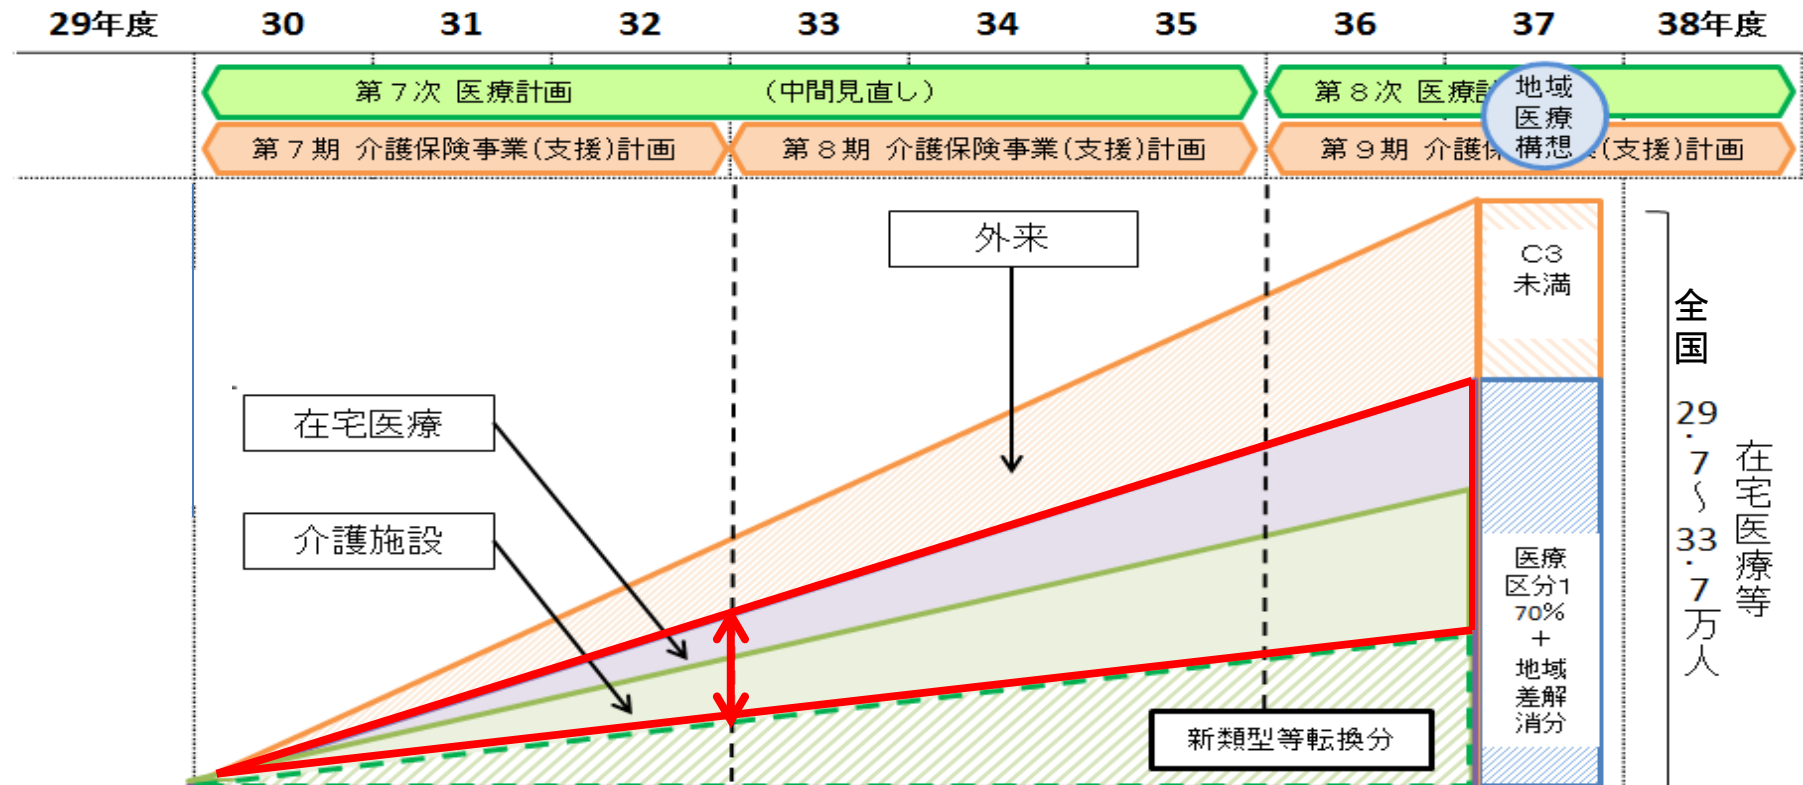 29年度 30 31 32 33 34 35 36 37 38年度
第７次 医療計画 （中間見直し） 第８次 医療計
第７期 介護保険事業（支援）計画 第８期 介護保険事業（支援）計画 第９期 介護保 （支援）計画
地域
医療
構想
外来
在宅医療
介護施設
新類型等転換分
C3
未満
医療
区分1
70%
+
地域
差解
消分
全国
29.7～33.7万人
在宅医療等